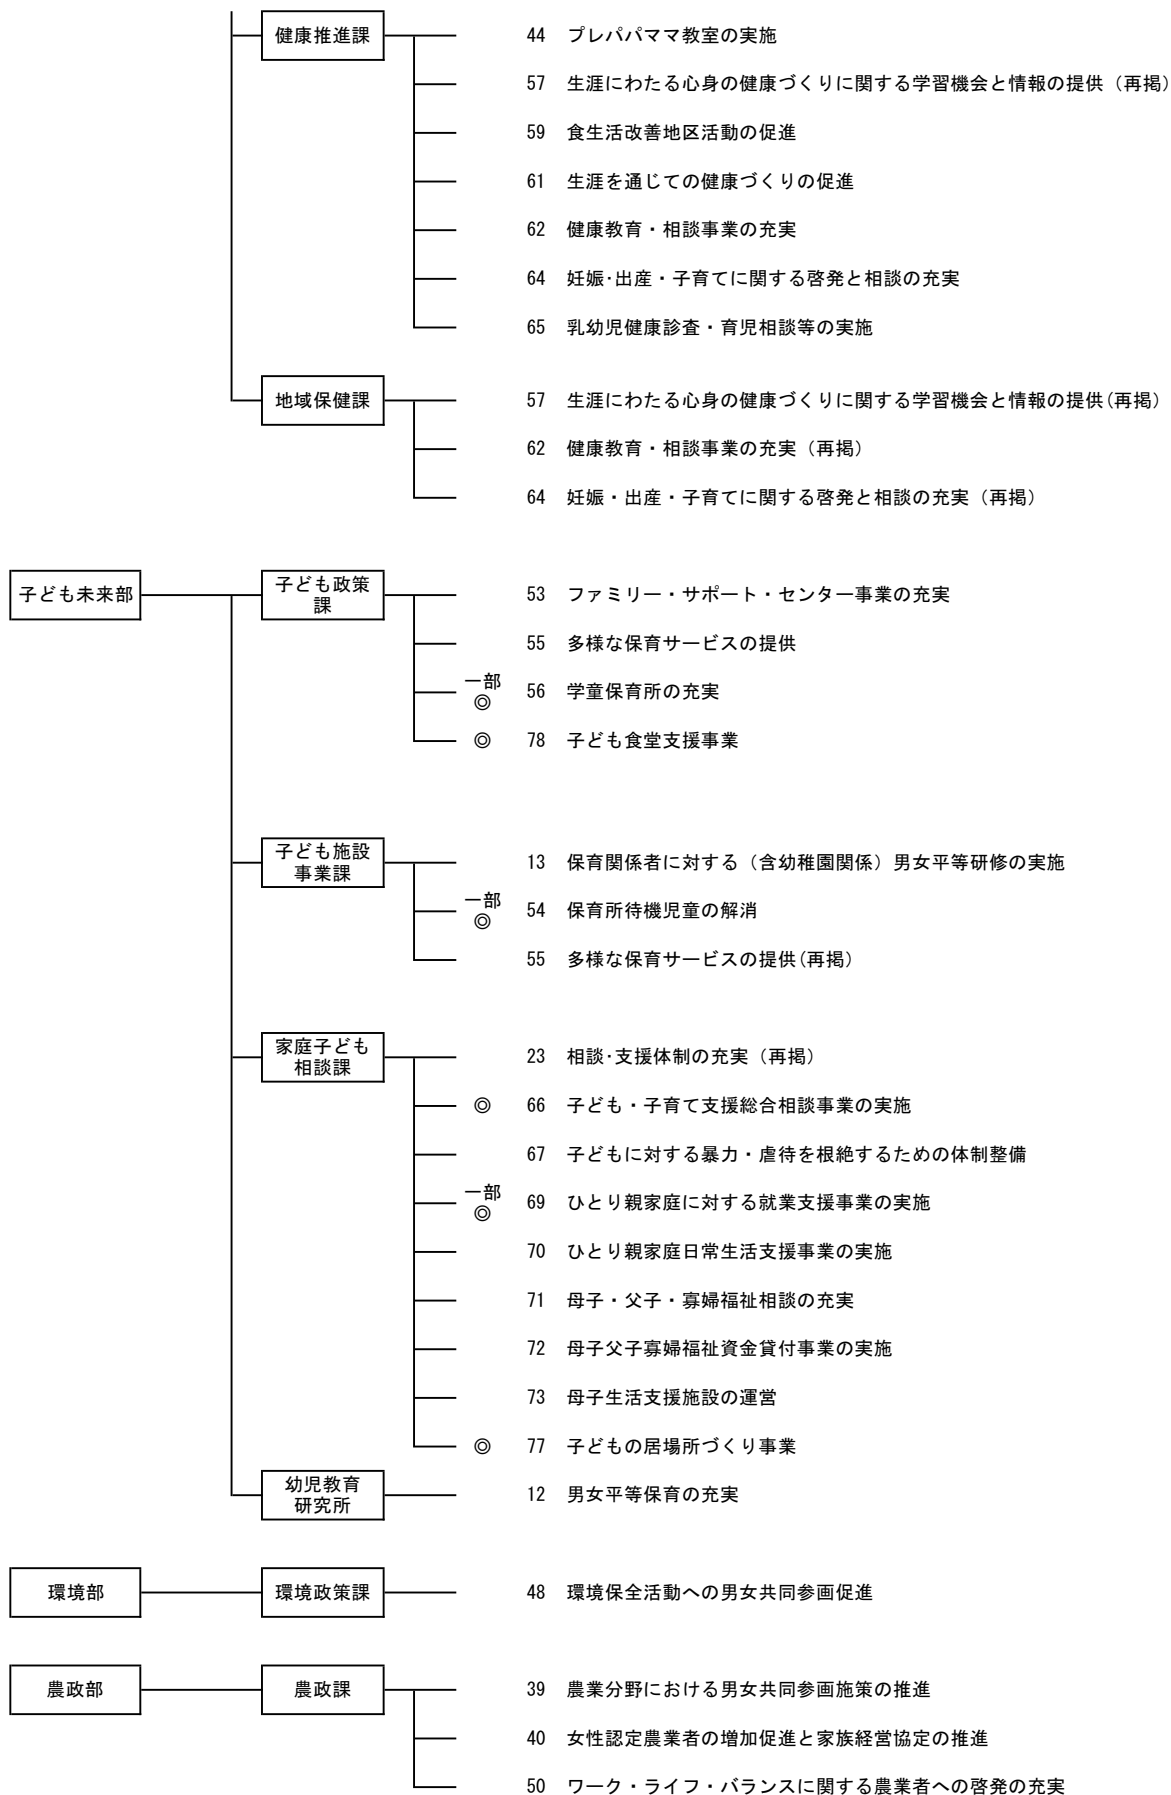 健康推進課
44 プレパパママ教室の実施
57 生涯にわたる心身の健康づくりに関する学習機会と情報の提供（再掲）
59 食生活改善地区活動の促進
61 生涯を通じての健康づくりの促進
62 健康教育・相談事業の充実
64 妊娠･出産・子育てに関する啓発と相談の充実
65 乳幼児健康診査・育児相談等の実施
地域保健課
57 生涯にわたる心身の健康づくりに関する学習機会と情報の提供(再掲)
62 健康教育・相談事業の充実（再掲）
64 妊娠・出産・子育てに関する啓発と相談の充実（再掲）
子ども未来部
子ども政策
課
53 ファミリー・サポート・センター事業の充実
55 多様な保育サービスの提供
一部
◎
56 学童保育所の充実
◎ 78 子ども食堂支援事業
子ども施設
事業課
13 保育関係者に対する（含幼稚園関係）男女平等研修の実施
一部
◎
54 保育所待機児童の解消
55 多様な保育サービスの提供(再掲)
家庭子ども
相談課
23 相談･支援体制の充実（再掲）
◎ 66 子ども・子育て支援総合相談事業の実施
67 子どもに対する暴力・虐待を根絶するための体制整備
一部
◎
69 ひとり親家庭に対する就業支援事業の実施
70 ひとり親家庭日常生活支援事業の実施
71 母子・父子・寡婦福祉相談の充実
72 母子父子寡婦福祉資金貸付事業の実施
73 母子生活支援施設の運営
◎ 77 子どもの居場所づくり事業
幼児教育
研究所
12 男女平等保育の充実
環境部
環境政策課
48 環境保全活動への男女共同参画促進
農政部
農政課
39 農業分野における男女共同参画施策の推進
40 女性認定農業者の増加促進と家族経営協定の推進
50 ワーク・ライフ・バランスに関する農業者への啓発の充実